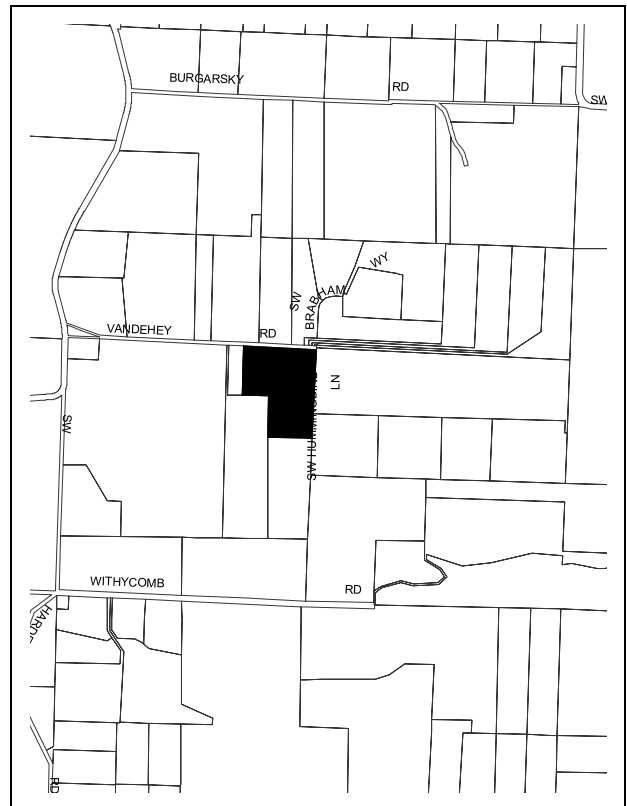 BURGARSKY RD
SW
WY
SW BRABHAM
VANDEHEY RD
LN
SW HUMMINGBIRD
SW
WITHYCOMB RD
RD